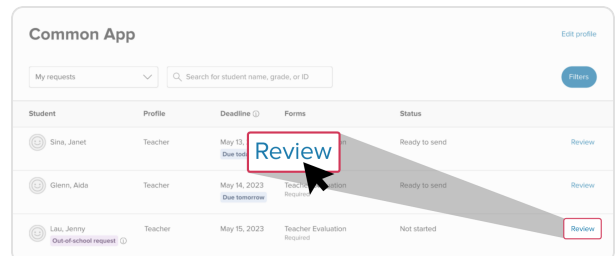 Common App
Edit profile
My requests
Search for student name, grade, or ID
Filters
Student Profile Deadline Forms Status
Sina, Janet Teacher May 13, Ready to send Review
Due
Review
Glenn, Aida Teacher May 14, 2023 Teacher Evaluation Ready to send Review
Due tomorrow Required
Lau, Jenny Teacher May 15, 2023 Teacher Evaluation Not started Review
Out-of-school request Required